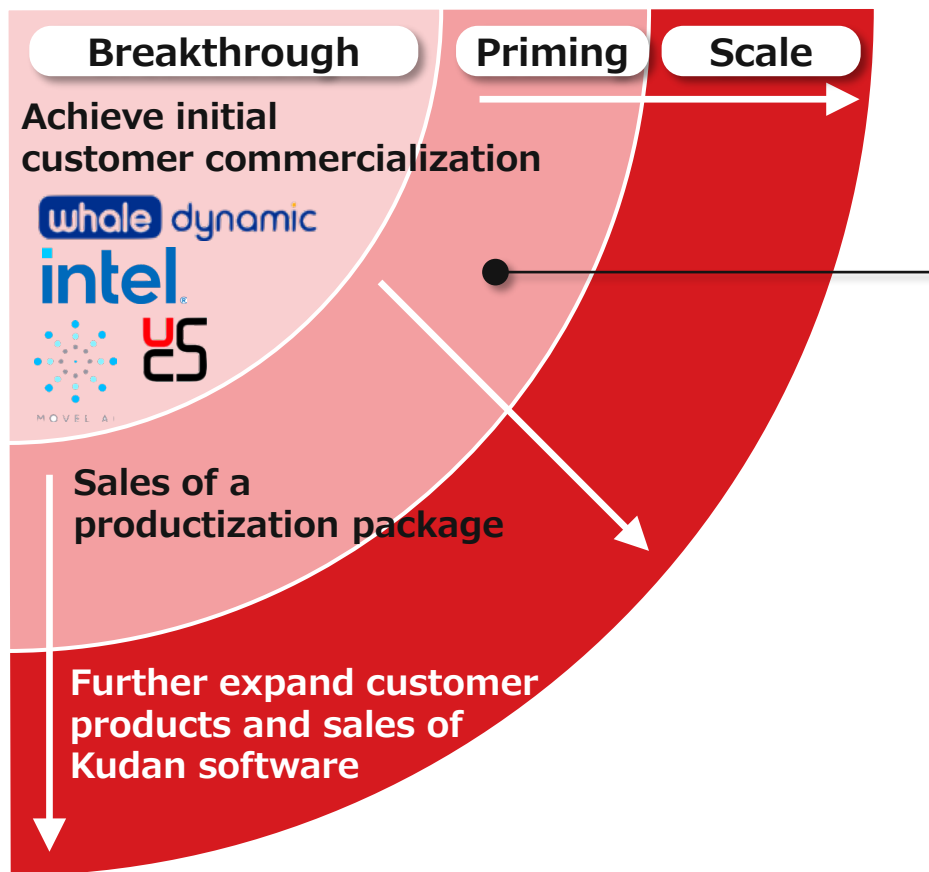 Breakthrough
Priming
Scale
Achieve initial
customer commercialization
whale dynamic
intel®
UCS
MOVEL AI
Sales of a
productization package
Further expand customer
products and sales of
Kudan software